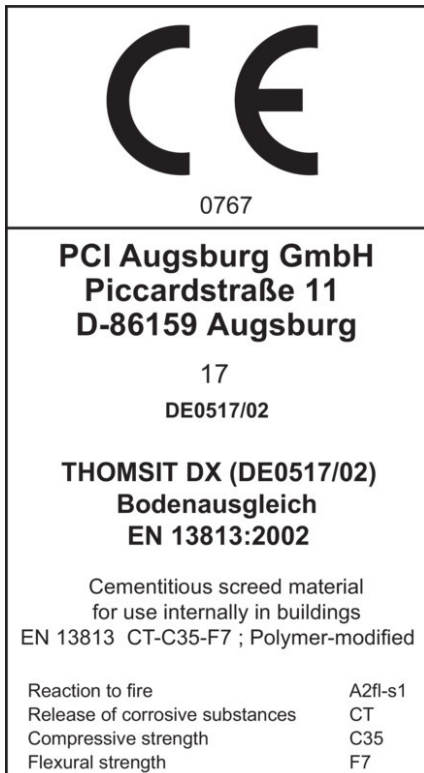 CE
0767
PCI Augsburg GmbH
Piccardstraße 11
D-86159 Augsburg
17
DE0517/02
THOMSIT DX (DE0517/02)
Bodenausgleich
EN 13813:2002
Cementitious screed material
for use internally in buildings
EN 13813 CT-C35-F7 ; Polymer-modified
Reaction to fire A2fl-s1
Release of corrosive substances CT
Compressive strength C35
Flexural strength F7